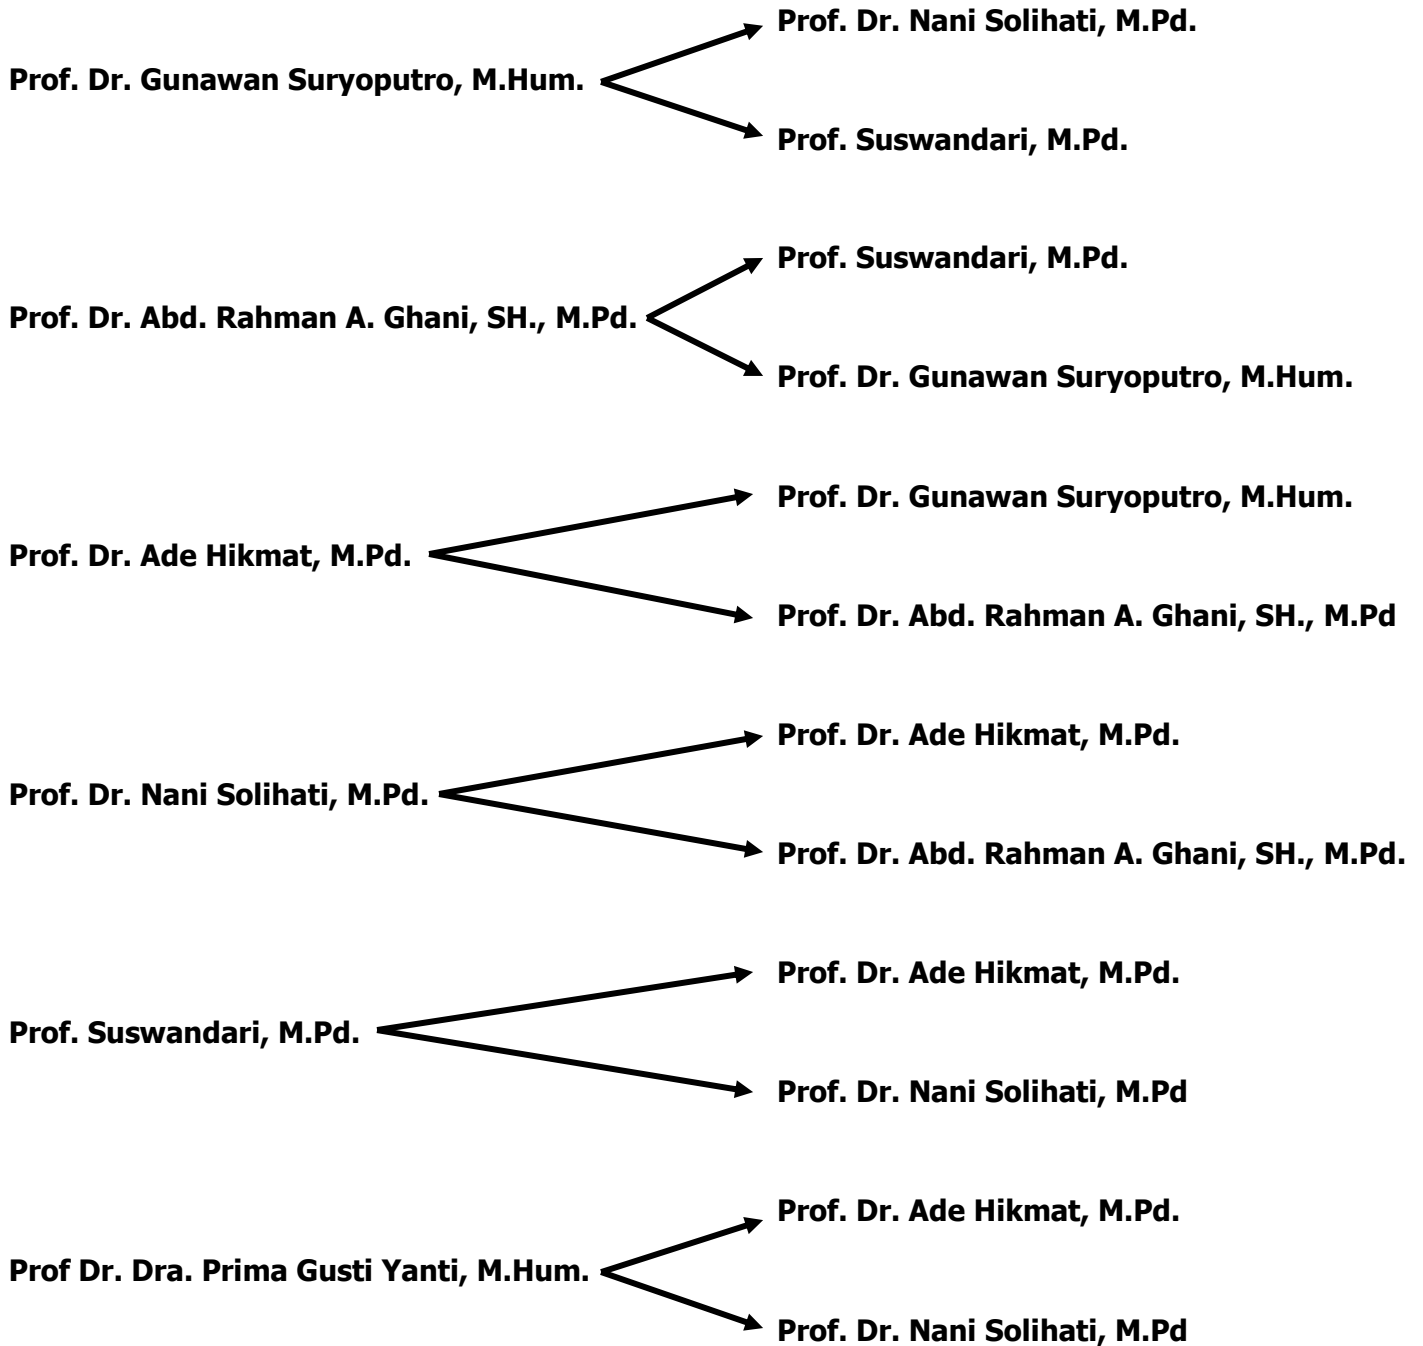 Prof. Dr. Nani Solihati, M.Pd.
Prof. Dr. Gunawan Suryoputro, M.Hum.
Prof. Suswandari, M.Pd.
Prof. Suswandari, M.Pd.
Prof. Dr. Abd. Rahman A. Ghani, SH., M.Pd.
Prof. Dr. Gunawan Suryoputro, M.Hum.
Prof. Dr. Gunawan Suryoputro, M.Hum.
Prof. Dr. Ade Hikmat, M.Pd.
Prof. Dr. Abd. Rahman A. Ghani, SH., M.Pd
Prof. Dr. Ade Hikmat, M.Pd.
Prof. Dr. Nani Solihati, M.Pd.
Prof. Dr. Abd. Rahman A. Ghani, SH., M.Pd.
Prof. Dr. Ade Hikmat, M.Pd.
Prof. Suswandari, M.Pd.
Prof. Dr. Nani Solihati, M.Pd
Prof. Dr. Ade Hikmat, M.Pd.
Prof Dr. Dra. Prima Gusti Yanti, M.Hum.
Prof. Dr. Nani Solihati, M.Pd